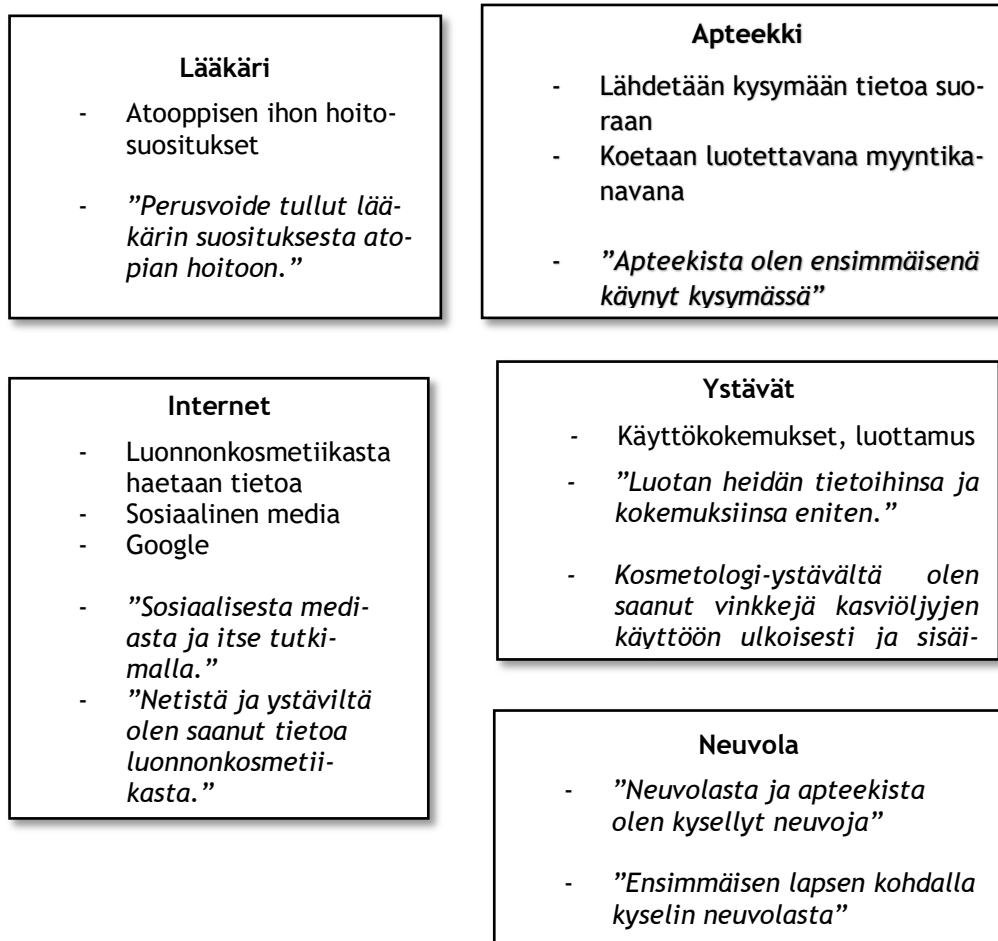 Lääkäri
- Atooppisen ihon hoito-
suositukset
- ”Perusvoide tullut lää-
kärin suosituksesta ato-
pian hoitoon.”
Apteekki
- Lähdetään kysymään tietoa suo-
raan
- Koetaan luotettavana myyntika-
navana
- ”Apteekista olen ensimmäisenä
käynyt kysymässä”
Internet
- Luonnonkosmetiikasta
haetaan tietoa
- Sosiaalinen media
- Google
- ”Sosiaalisesta medi-
asta ja itse tutki-
malla.”
- ”Netistä ja ystäviltä
olen saanut tietoa
luonnonkosmetii-
kasta.”
Ystävät
- Käyttökokemukset, luottamus
- ”Luotan heidän tietoihinsa ja
kokemuksiinsa eniten.”
- Kosmetologi-ystävältä olen
saanut vinkkejä kasviöljyjen
käyttöön ulkoisesti ja sisäi-
Neuvola
- ”Neuvolasta ja apteekista
olen kysellyt neuvoja”
- ”Ensimmäisen lapsen kohdalla
kyselin neuvolasta”